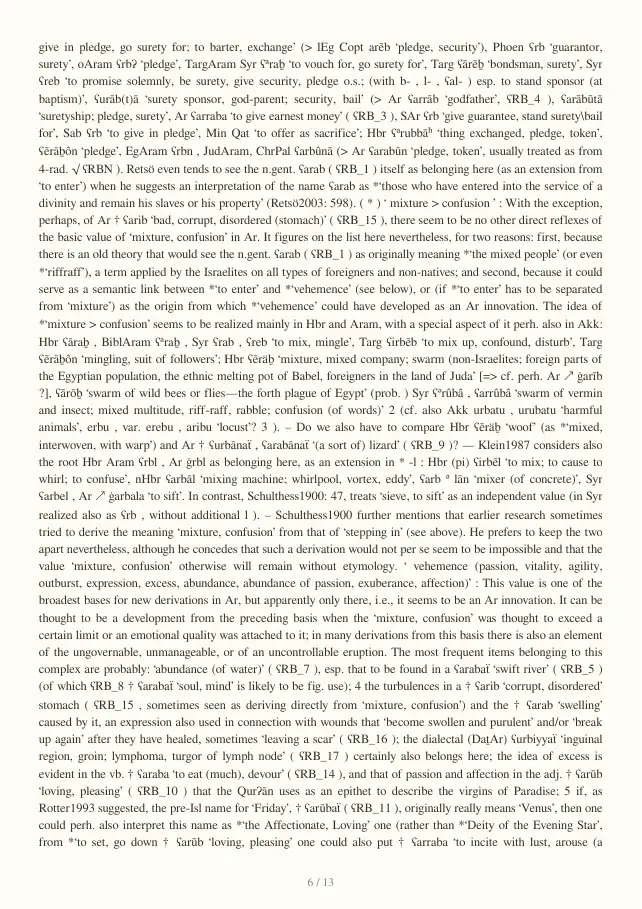 give in pledge, go surety for; to barter, exchange’ (> lEg Copt arēb ‘pledge, security’), Phoen ʕrb ‘guarantor,
surety’, oAram ʕrbʔ ‘pledge’, TargAram Syr ʕᵃraḇ ‘to vouch for, go surety for’, Targ ʕārēḇ ‘bondsman, surety’, Syr
ʕreb ‘to promise solemnly, be surety, give security, pledge o.s.; (with b- , l- , ʕal- ) esp. to stand sponsor (at
baptism)’, ʕurāb(t)ā ‘surety sponsor, god-parent; security, bail’ (> Ar ʕarrāb ‘godfather’, ʕRB_4 ), ʕarābūtā
‘suretyship; pledge, surety’, Ar ʕarraba ‘to give earnest money’ ( ʕRB_3 ), SAr ʕrb ‘give guarantee, stand surety\bail
for’, Sab ʕrb ‘to give in pledge’, Min Qat ‘to offer as sacrifice’; Hbr ʕᵃrubbāʰ ‘thing exchanged, pledge, token’,
ʕērāḇôn ‘pledge’, EgAram ʕrbn , JudAram, ChrPal ʕarbūnā (> Ar ʕarabūn ‘pledge’, usually treated as from
4-rad. √ʕRBN ). Retsö even tends to see the n.gent. ʕarab ( ʕRB_1 ) itself as belonging here (as an extension from
‘to enter’) when he suggests an interpretation of the name ʕarab as *‘those who have entered into the service of a
divinity and remain his slaves or his property’ (Retsö2003: 598). ( * ) ‘ mixture > confusion ’ : With the exception,
perhaps, of Ar † ʕarib ‘bad, corrupt, disordered (stomach)’ ( ʕRB_15 ), there seem to be no other direct reflexes of
the basic value of ‘mixture, confusion’ in Ar. It figures on the list here nevertheless, for two reasons: first, because
there is an old theory that would see the n.gent. ʕarab ( ʕRB_1 ) as originally meaning *‘the mixed people’ (or even
*‘riffraff’), a term applied by the Israelites on all types of foreigners and non-natives; and second, because it could
serve as a semantic link between *‘to enter’ and *‘vehemence’ (see below), or (if *‘to enter’ has to be separated
from ‘mixture’) as the origin from which *‘vehemence’ could have developed as an Ar innovation. The idea of
*‘mixture > confusion’ seems to be realized mainly in Hbr and Aram, with a special aspect of it perh. also in Akk:
Hbr ʕāraḇ , BiblAram ʕᵃraḇ , Syr ʕrab , ʕreb ‘to mix, mingle’, Targ ʕirbēb ‘to mix up, confound, disturb’, Targ
ʕērāḇôn ‘mingling, suit of followers’; Hbr ʕēräḇ ‘mixture, mixed company; swarm (non-Israelites; foreign parts of
the Egyptian population, the ethnic melting pot of Babel, foreigners in the land of Juda’ [=> cf. perh. Ar ↗ ġarīb
?], ʕārōḇ ‘swarm of wild bees or flies—the forth plague of Egypt’ (prob. ) Syr ʕᵃrûbâ , ʕarrûbâ ‘swarm of vermin
and insect; mixed multitude, riff-raff, rabble; confusion (of words)’ 2 (cf. also Akk urbatu , urubatu ‘harmful
animals’, erbu , var. erebu , aribu ‘locust’? 3 ). – Do we also have to compare Hbr ʕēräḇ ‘woof’ (as *‘mixed,
interwoven, with warp’) and Ar † ʕurbānaẗ , ʕarabānaẗ ‘(a sort of) lizard’ ( ʕRB_9 )? — Klein1987 considers also
the root Hbr Aram ʕrbl , Ar ġrbl as belonging here, as an extension in * -l : Hbr (pi) ʕirbēl ‘to mix; to cause to
whirl; to confuse’, nHbr ʕarbāl ‘mixing machine; whirlpool, vortex, eddy’, ʕarb ᵃ lān ‘mixer (of concrete)’, Syr
ʕarbel , Ar ↗ ġarbala ‘to sift’. In contrast, Schulthess1900: 47, treats ‘sieve, to sift’ as an independent value (in Syr
realized also as ʕrb , without additional l ). – Schulthess1900 further mentions that earlier research sometimes
tried to derive the meaning ‘mixture, confusion’ from that of ‘stepping in’ (see above). He prefers to keep the two
apart nevertheless, although he concedes that such a derivation would not per se seem to be impossible and that the
value ‘mixture, confusion’ otherwise will remain without etymology. ‘ vehemence (passion, vitality, agility,
outburst, expression, excess, abundance, abundance of passion, exuberance, affection)’ : This value is one of the
broadest bases for new derivations in Ar, but apparently only there, i.e., it seems to be an Ar innovation. It can be
thought to be a development from the preceding basis when the ‘mixture, confusion’ was thought to exceed a
certain limit or an emotional quality was attached to it; in many derivations from this basis there is also an element
of the ungovernable, unmanageable, or of an uncontrollable eruption. The most frequent items belonging to this
complex are probably: ‘abundance (of water)’ ( ʕRB_7 ), esp. that to be found in a ʕarabaẗ ‘swift river’ ( ʕRB_5 )
(of which ʕRB_8 † ʕarabaẗ ‘soul, mind’ is likely to be fig. use); 4 the turbulences in a † ʕarib ‘corrupt, disordered’
stomach ( ʕRB_15 , sometimes seen as deriving directly from ‘mixture, confusion’) and the † ʕarab ‘swelling’
caused by it, an expression also used in connection with wounds that ‘become swollen and purulent’ and/or ‘break
up again’ after they have healed, sometimes ‘leaving a scar’ ( ʕRB_16 ); the dialectal (DaṯAr) ʕurbiyyaẗ ‘inguinal
region, groin; lymphoma, turgor of lymph node’ ( ʕRB_17 ) certainly also belongs here; the idea of excess is
evident in the vb. † ʕaraba ‘to eat (much), devour’ ( ʕRB_14 ), and that of passion and affection in the adj. † ʕarūb
‘loving, pleasing’ ( ʕRB_10 ) that the Qurʔān uses as an epithet to describe the virgins of Paradise; 5 if, as
Rotter1993 suggested, the pre-Isl name for ‘Friday’, † ʕarūbaẗ ( ʕRB_11 ), originally really means ‘Venus’, then one
could perh. also interpret this name as *‘the Affectionate, Loving’ one (rather than *‘Deity of the Evening Star’,
from *‘to set, go down † ʕarūb ‘loving, pleasing’ one could also put † ʕarraba ‘to incite with lust, arouse (a
6 / 13